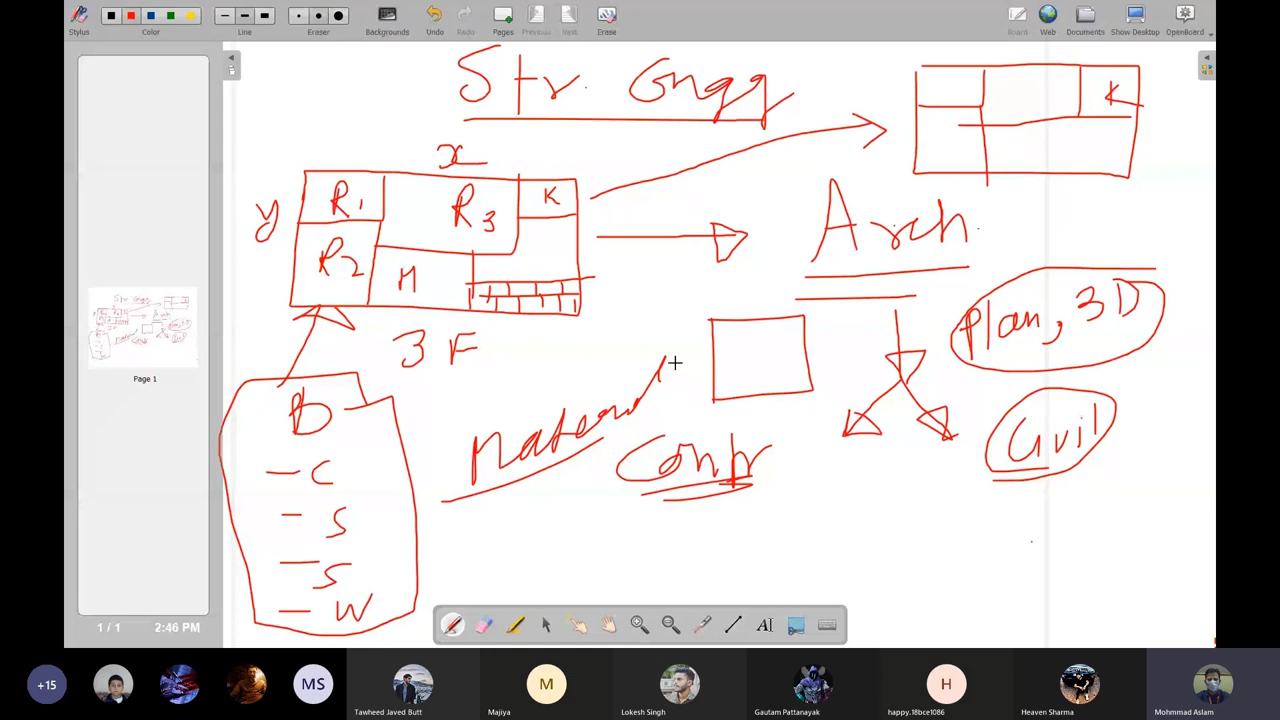 Stylus
Color
Line
Eraser
Backgrounds
Undo
Redo
Pages
Previous
Next
Erase
Board
Web
Documents
Show Desktop
OpenBoard
Str. Engg
K
x
y
R1
R3
K
R2
H
Arch
3 F
Plan, 3D
B
- C
- S
- S
- W
Material
Contr
Civil
Page 1
1 / 1
2:46 PM
+15
MS
M
H
Tawheed Javed Butt
Majiya
Lokesh Singh
Gautam Pattanayak
happy.18bce1086
Heaven Sharma
Mohmmad Aslam